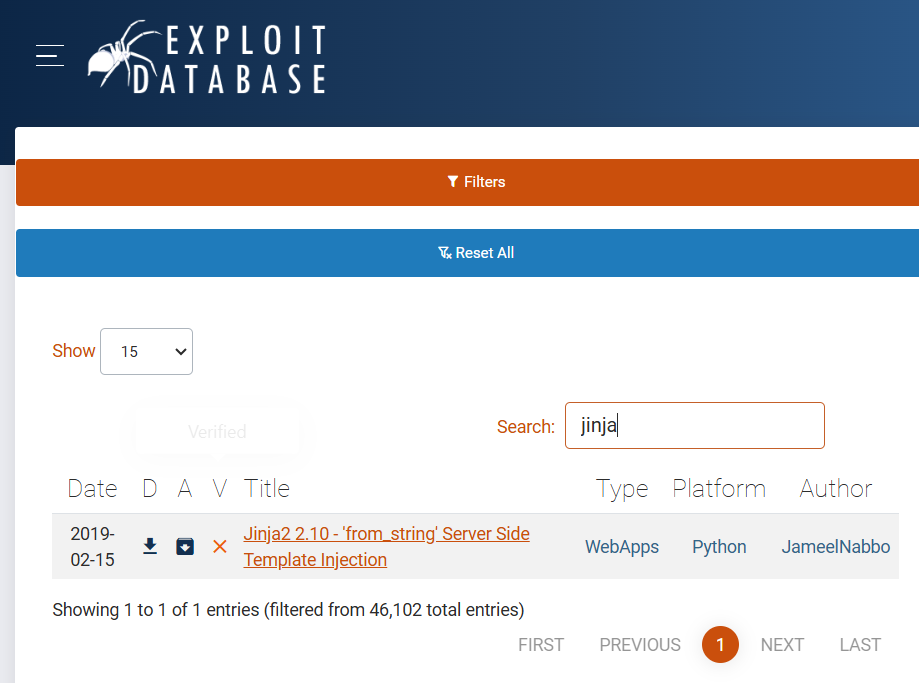 EXPLOIT
DATABASE
Filters
Reset All
Show 15
Verified
Search: jinja
Date D A V Title Type Platform Author
2019-
02-15
Jinja2 2.10 - 'from_string' Server Side
Template Injection
WebApps Python JameelNabbo
Showing 1 to 1 of 1 entries (filtered from 46,102 total entries)
FIRST PREVIOUS 1 NEXT LAST